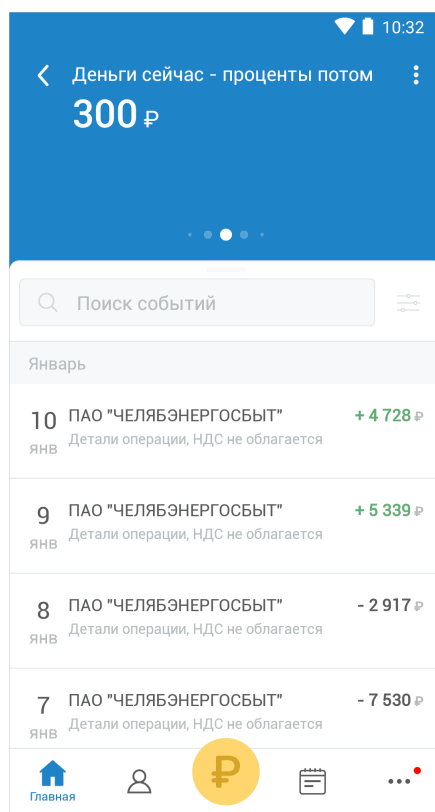 10:32
Деньги сейчас - проценты потом
300 ₽
Поиск событий
Январь
10 ПАО "ЧЕЛЯБЭНЕРГОСБЫТ" + 4 728 ₽
янв Детали операции, НДС не облагается
9 ПАО "ЧЕЛЯБЭНЕРГОСБЫТ" + 5 339 ₽
янв Детали операции, НДС не облагается
8 ПАО "ЧЕЛЯБЭНЕРГОСБЫТ" - 2 917 ₽
янв Детали операции, НДС не облагается
7 ПАО "ЧЕЛЯБЭНЕРГОСБЫТ" - 7 530 ₽
янв Детали операции, НДС не облагается
₽
Главная